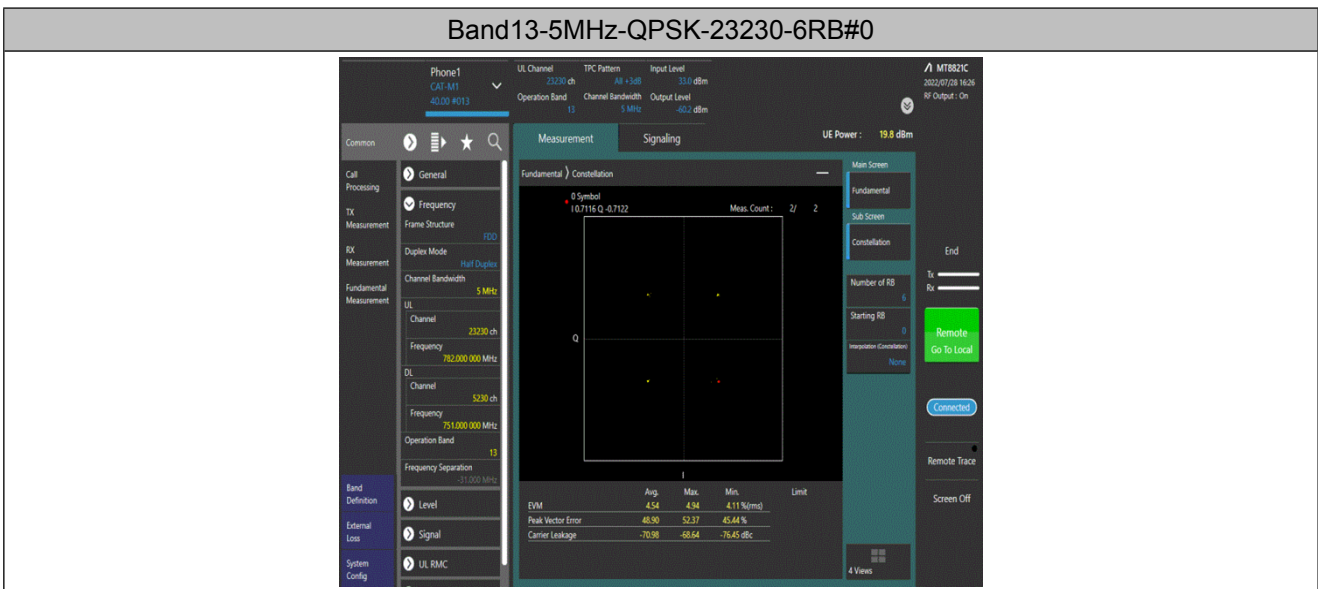 Band13-5MHz-QPSK-23230-6RB#0
Phone1
CAT-M1
40.00 #013
UL Channel TPC Pattern Input Level
23230 ch All +3dB 33.0 dBm
Operation Band Channel Bandwidth Output Level
13 5 MHz -60.2 dBm
MT8821C
2022/07/28 16:26
RF Output : On
Common
Call
Processing
TX
Measurement
RX
Measurement
Fundamental
Measurement
Band
Definition
External
Loss
System
Config
General
Frequency
Frame Structure
FDD
Duplex Mode
Half Duplex
Channel Bandwidth
5 MHz
UL
Channel
23230 ch
Frequency
782.000 000 MHz
DL
Channel
5230 ch
Frequency
751.000 000 MHz
Operation Band
13
Frequency Separation
-31.000 MHz
Level
Signal
UL RMC
Measurement Signaling
UE Power : 19.8 dBm
Fundamental Constellation
0 Symbol
I 0.7116 Q -0.7122 Meas. Count : 2/ 2
Q
I
Avg. Max. Min. Limit
EVM 4.54 4.94 4.11 %(rms)
Peak Vector Error 48.90 52.37 45.44 %
Carrier Leakage -70.98 -68.64 -76.45 dBc
Main Screen
Fundamental
Sub Screen
Constellation
Number of RB
6
Starting RB
0
Interpolation (Constellation)
None
4 Views
End
Tx
Rx
Remote
Go To Local
Connected
Remote Trace
Screen Off